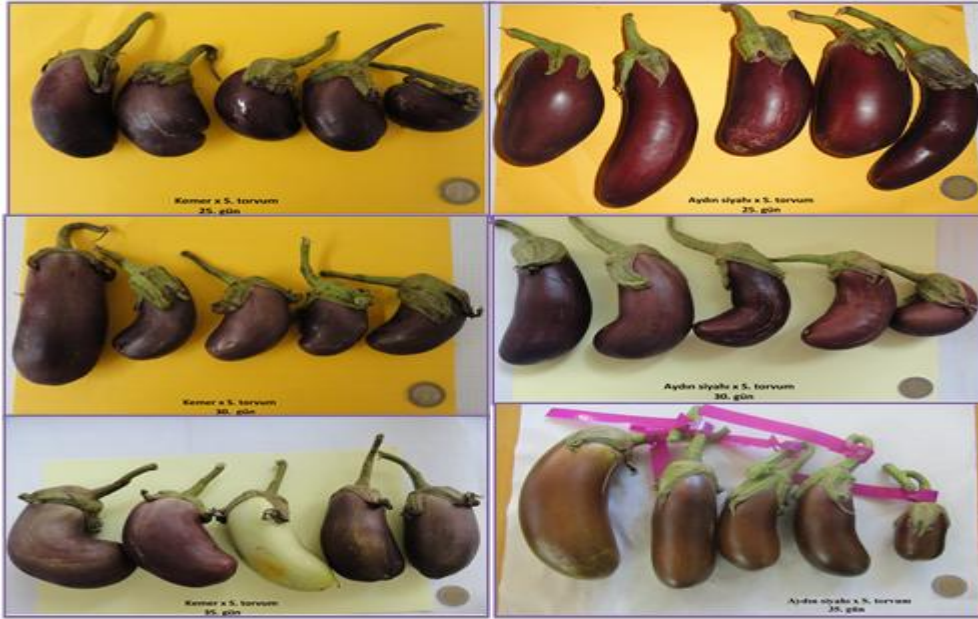 Kemer x S. torvum
25. gün
Aydın siyahı x S. torvum
25. gün
Kemer x S. torvum
30. gün
Aydın siyahı x S. torvum
30. gün
Kemer x S. torvum
35. gün
Aydın siyahı x S. torvum
35. gün